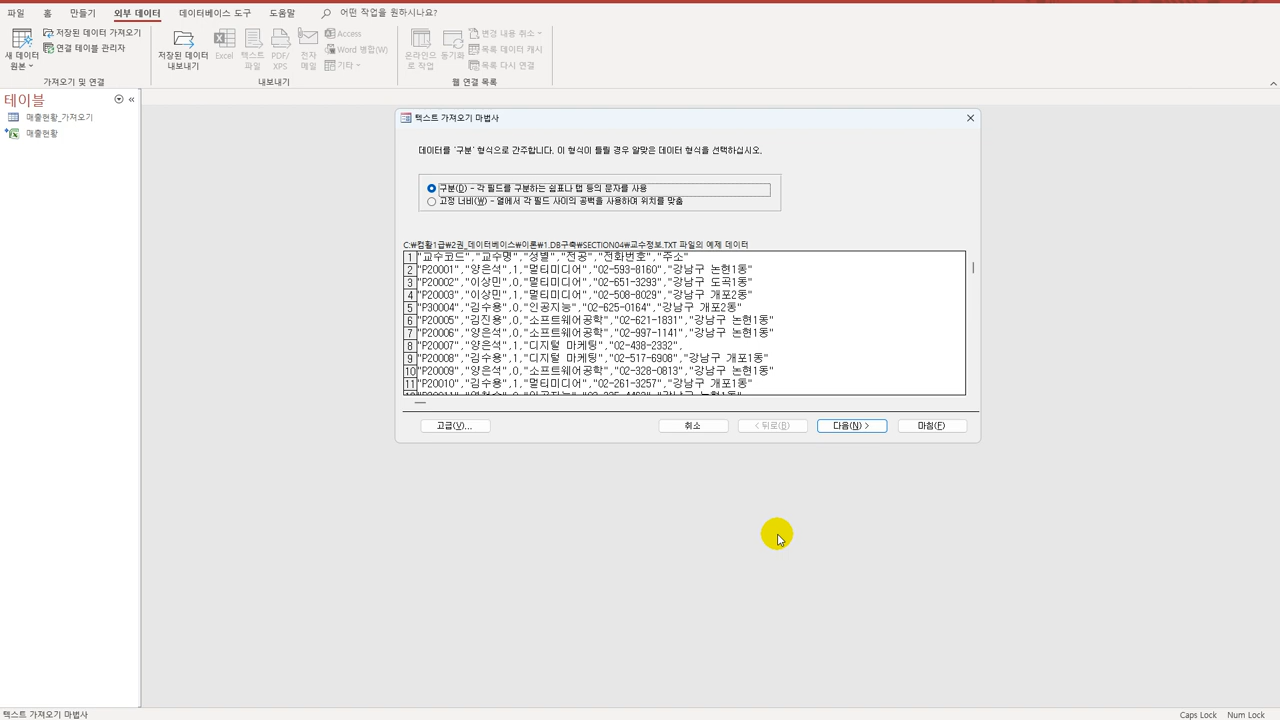 파일 홈 만들기 외부 데이터 데이터베이스 도구 도움말 어떤 작업을 원하시나요?
새 데이터 원본
저장된 데이터 가져오기
연결 테이블 관리자
가져오기 및 연결
저장된 데이터 내보내기
Excel
텍스트 파일
PDF/XPS
전자 메일
Access
Word 병합(W)
기타
내보내기
온라인으로 작업
동기화
변경 내용 취소
목록 데이터 캐시
목록 다시 연결
웹 연결 목록
테이블
매출현황_가져오기
매출현황
텍스트 가져오기 마법사
데이터를 '구분' 형식으로 간주합니다. 이 형식이 틀릴 경우 알맞은 데이터 형식을 선택하십시오.
구분(D) - 각 필드를 구분하는 쉼표나 탭 등의 문자를 사용
고정 너비(W) - 열에서 각 필드 사이의 공백을 사용하여 위치를 맞춤
C:₩컴활1급₩2권_데이터베이스₩이론₩1.DB구축₩SECTION04₩교수정보.TXT 파일의 예제 데이터
1 "교수코드","교수명","성별","전공","전화번호","주소"
2 "P20001","양은석",1,"멀티미디어","02-593-8160","강남구 논현1동"
3 "P20002","이상민",0,"멀티미디어","02-651-3293","강남구 도곡1동"
4 "P20003","이상민",1,"멀티미디어","02-508-8029","강남구 개포2동"
5 "P30004","김수용",0,"인공지능","02-625-0164","강남구 개포2동"
6 "P20005","김진용",0,"소프트웨어공학","02-621-1831","강남구 논현1동"
7 "P20006","양은석",0,"소프트웨어공학","02-997-1141","강남구 논현1동"
8 "P20007","양은석",1,"디지털 마케팅","02-438-2332",
9 "P20008","김수용",1,"디지털 마케팅","02-517-6908","강남구 개포1동"
10 "P20009","양은석",0,"소프트웨어공학","02-328-0813","강남구 논현1동"
11 "P20010","김수용",1,"멀티미디어","02-261-3257","강남구 개포1동"
고급(V)... 취소 < 뒤로(B) 다음(N) > 마침(F)
텍스트 가져오기 마법사 Caps Lock Num Lock